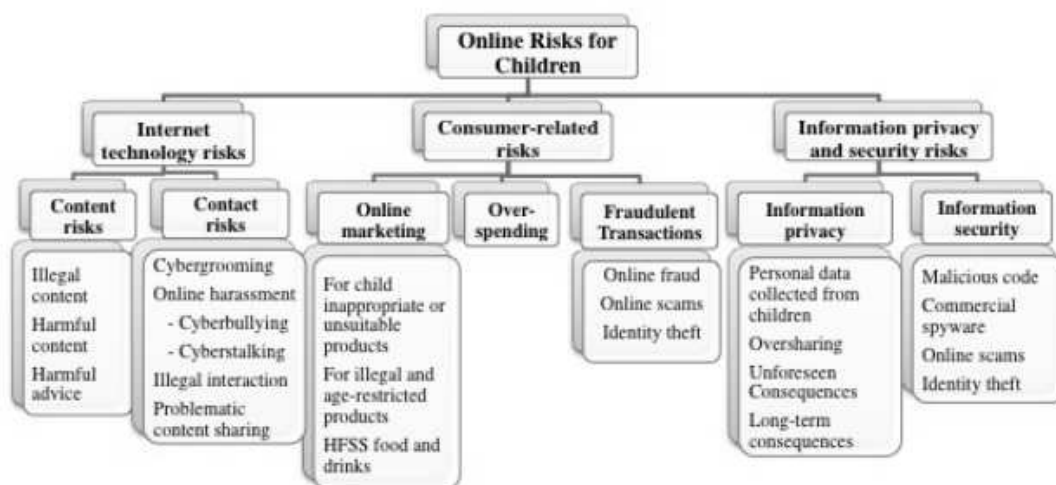 Online Risks for
Children
Internet
technology risks
Consumer-related
risks
Information privacy
and security risks
Content
risks
Contact
risks
Online
marketing
Over-
spending
Fraudulent
Transactions
Information
privacy
Information
security
Illegal
content
Harmful
content
Harmful
advice
Cybergrooming
Online harassment
- Cyberbullying
- Cyberstalking
Illegal interaction
Problematic
content sharing
For child
inappropriate or
unsuitable
products
For illegal and
age-restricted
products
HFSS food and
drinks
Online fraud
Online scams
Identity theft
Personal data
collected from
children
Oversharing
Unforeseen
Consequences
Long-term
consequences
Malicious code
Commercial
spyware
Online scams
Identity theft